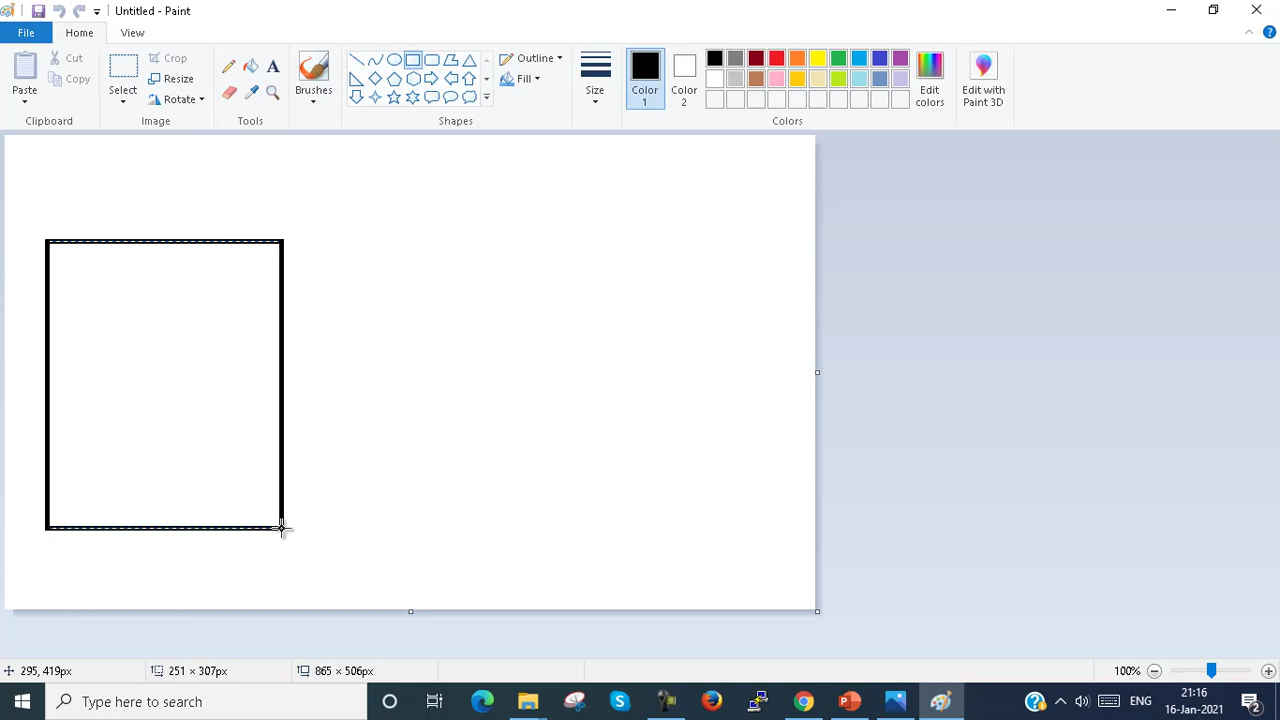 Untitled - Paint
File
Home
View
Paste
Cut
Copy
Clipboard
Select
Crop
Resize
Rotate
Image
A
Tools
Brushes
Outline
Fill
Shapes
Size
Color 1
Color 2
Edit colors
Edit with Paint 3D
Colors
295, 419px
251 × 307px
865 × 506px
100%
Type here to search
ENG
21:16
16-Jan-2021
2